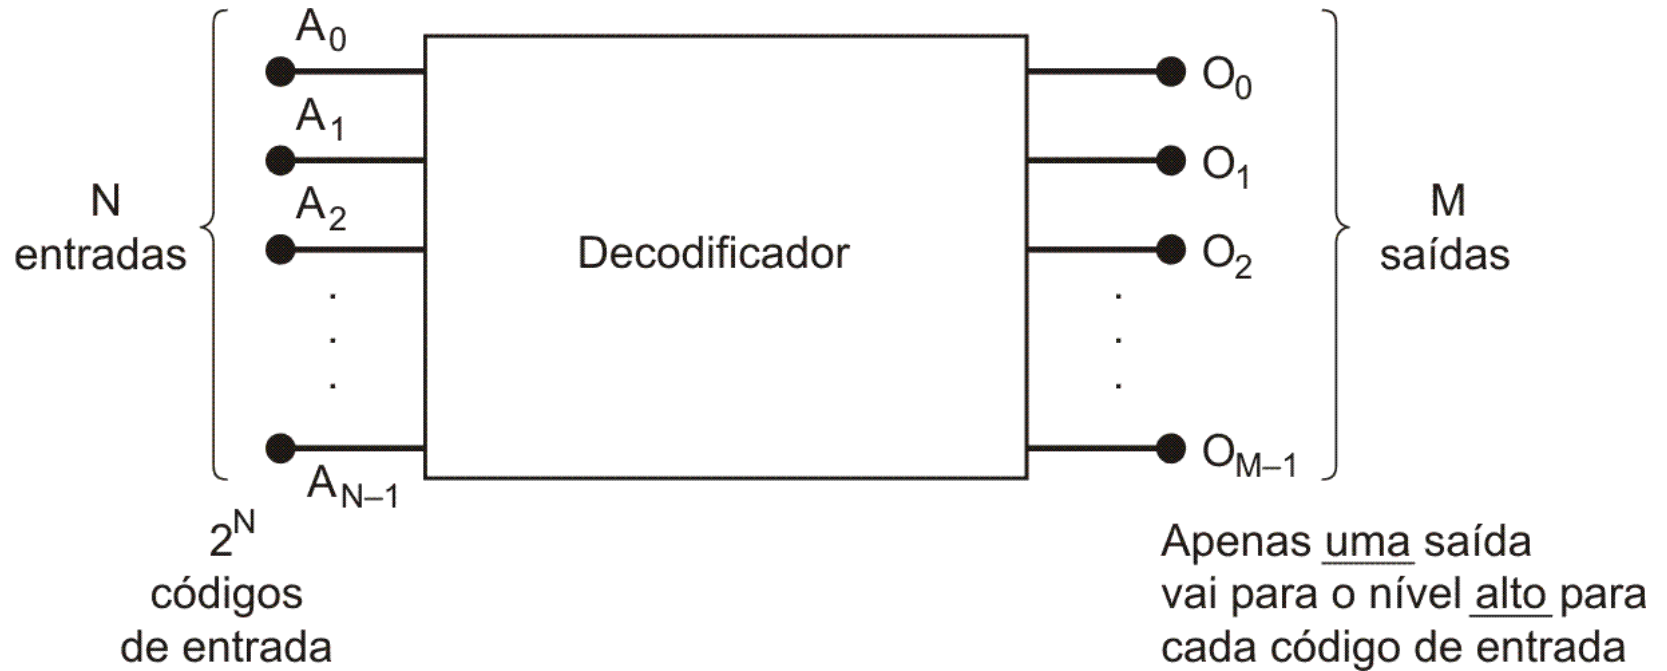 A0
A1
A2
N
entradas
AN–1
2N
códigos
de entrada
Decodificador
O0
O1
O2
OM–1
M
saídas
Apenas uma saída
vai para o nível alto para
cada código de entrada